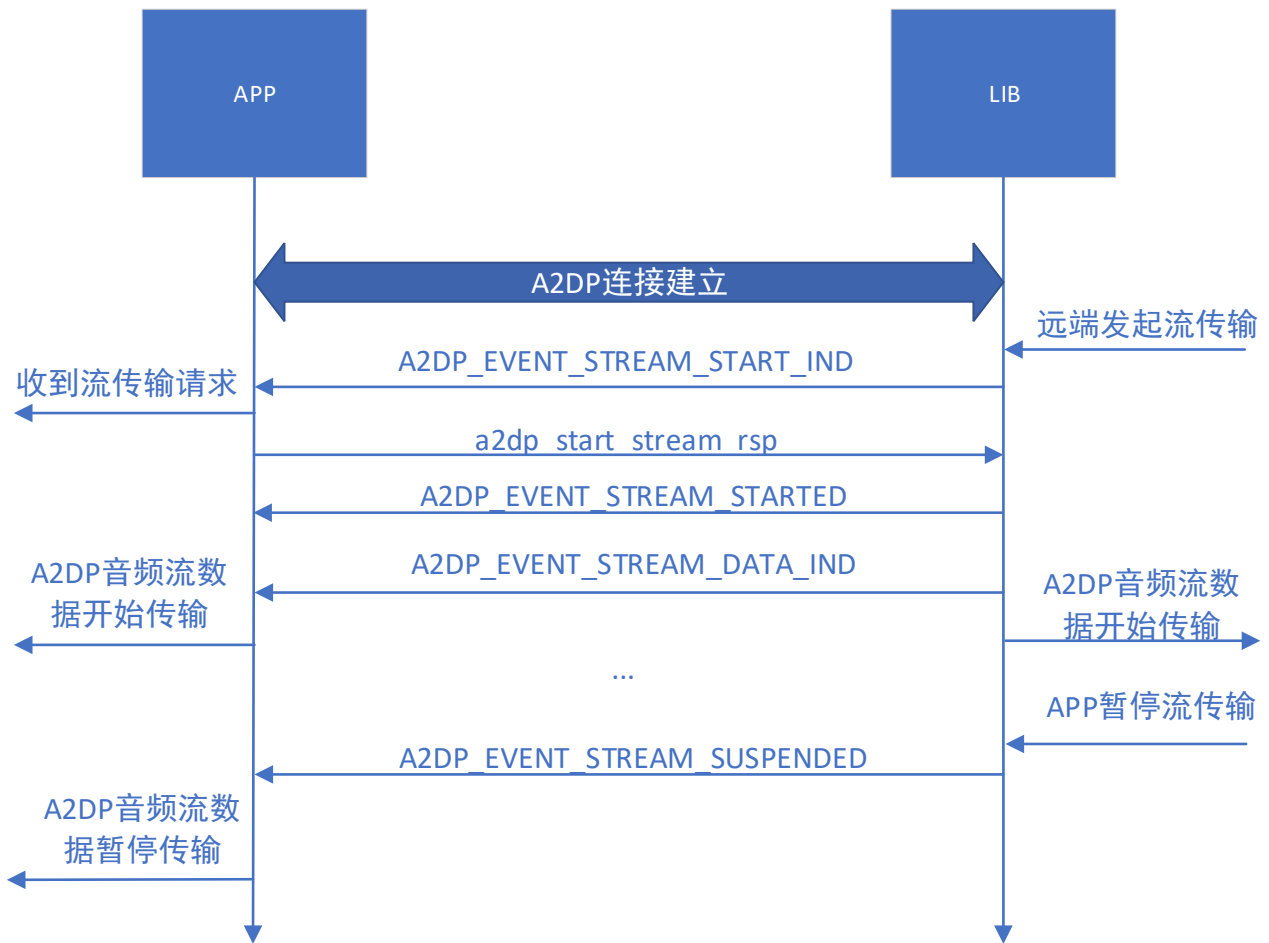 APP
LIB
A2DP连接建立
远端发起流传输
A2DP_EVENT_STREAM_START_IND
收到流传输请求
a2dp_start_stream_rsp
A2DP_EVENT_STREAM_STARTED
A2DP_EVENT_STREAM_DATA_IND
A2DP音频流数
据开始传输
A2DP音频流数
据开始传输
...
APP暂停流传输
A2DP_EVENT_STREAM_SUSPENDED
A2DP音频流数
据暂停传输